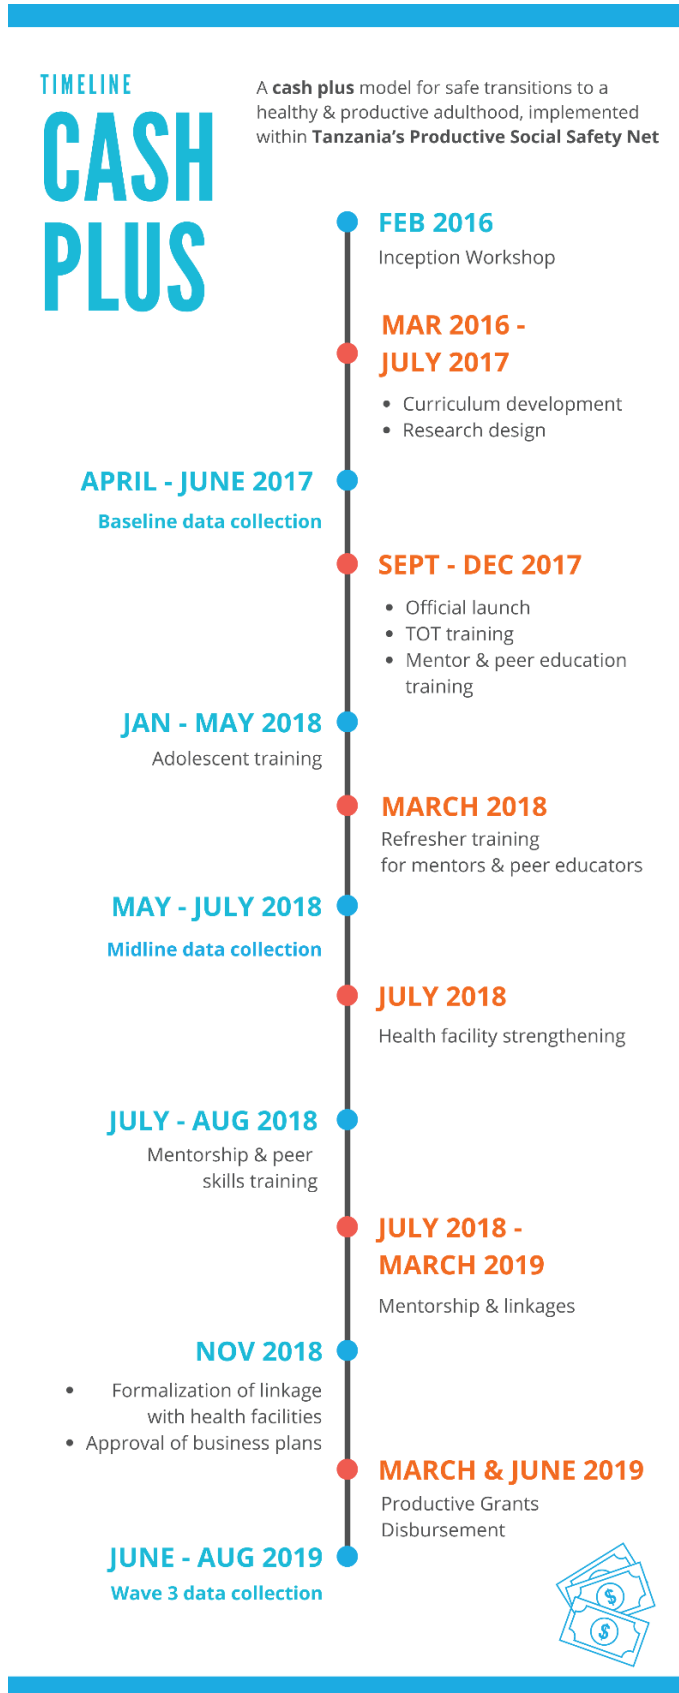 TIMELINE
CASH
PLUS
A cash plus model for safe transitions to a
healthy & productive adulthood, implemented
within Tanzania's Productive Social Safety Net
FEB 2016
Inception Workshop
MAR 2016 -
JULY 2017
• Curriculum development
• Research design
APRIL - JUNE 2017
Baseline data collection
SEPT - DEC 2017
• Official launch
• TOT training
• Mentor & peer education
training
JAN - MAY 2018
Adolescent training
MARCH 2018
Refresher training
for mentors & peer educators
MAY - JULY 2018
Midline data collection
JULY 2018
Health facility strengthening
JULY - AUG 2018
Mentorship & peer
skills training
JULY 2018 -
MARCH 2019
Mentorship & linkages
NOV 2018
• Formalization of linkage
with health facilities
• Approval of business plans
MARCH & JUNE 2019
Productive Grants
Disbursement
JUNE - AUG 2019
Wave 3 data collection
$
$